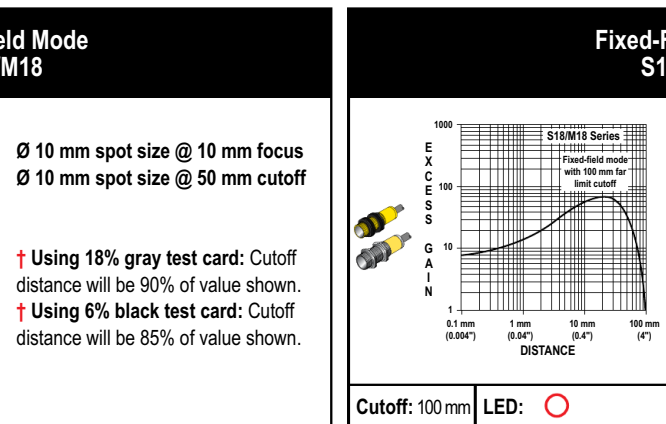 eld Mode
/M18
Ø 10 mm spot size @ 10 mm focus
Ø 10 mm spot size @ 50 mm cutoff
† Using 18% gray test card: Cutoff
distance will be 90% of value shown.
† Using 6% black test card: Cutoff
distance will be 85% of value shown.
Fixed-F
S1
EXCESS GAIN
1000
100
10
1
S18/M18 Series
Fixed-field mode
with 100 mm far
limit cutoff
0.1 mm 1 mm 10 mm 100 mm
(0.004") (0.04") (0.4") (4")
DISTANCE
Cutoff: 100 mm LED: